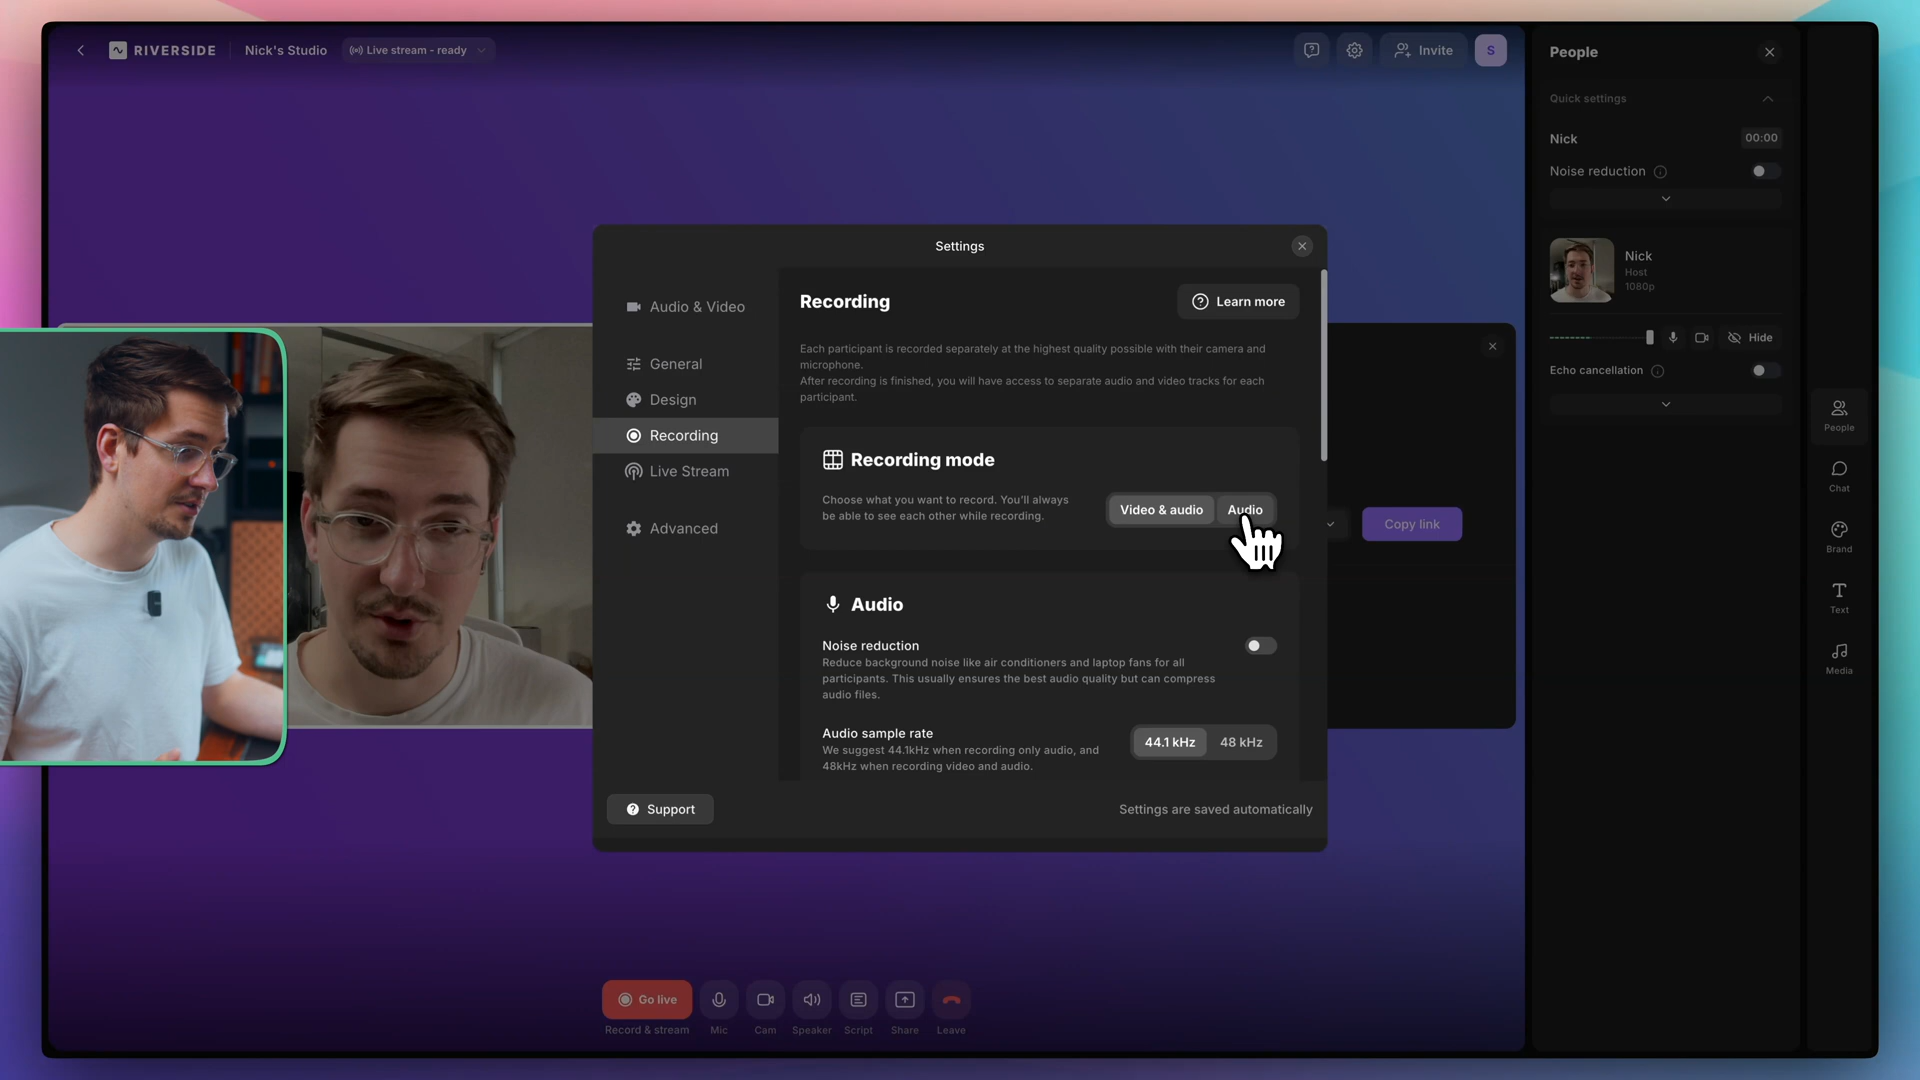 RIVERSIDE
Nick's Studio
Live stream - ready
Invite
S
People
Quick settings
Nick
00:00
Noise reduction
Nick
Host
1080p
Hide
Echo cancellation
People
Chat
Brand
Text
Media
Settings
Audio & Video
General
Design
Recording
Live Stream
Advanced
Recording
Learn more
Each participant is recorded separately at the highest quality possible with their camera and
microphone.
After recording is finished, you will have access to separate audio and video tracks for each
participant.
Recording mode
Choose what you want to record. You'll always
be able to see each other while recording.
Video & audio
Audio
Copy link
Audio
Noise reduction
Reduce background noise like air conditioners and laptop fans for all
participants. This usually ensures the best audio quality but can compress
audio files.
Audio sample rate
We suggest 44.1kHz when recording only audio, and
48kHz when recording video and audio.
44.1 kHz
48 kHz
Support
Settings are saved automatically
Go live
Record & stream
Mic
Cam
Speaker
Script
Share
Leave